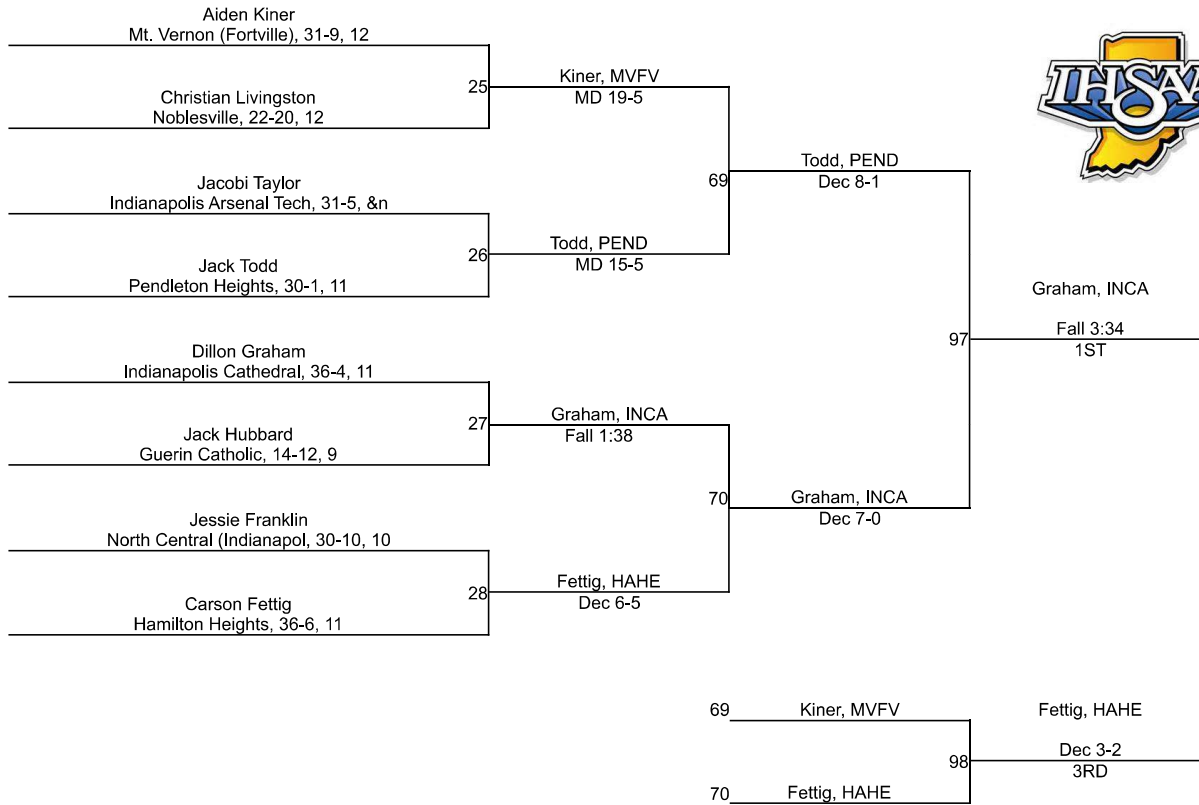 Aiden Kiner
Mt. Vernon (Fortville), 31-9, 12
25
Christian Livingston
Noblesville, 22-20, 12
Kiner, MVFV
MD 19-5
Jacobi Taylor
Indianapolis Arsenal Tech, 31-5, &n
26
Jack Todd
Pendleton Heights, 30-1, 11
Todd, PEND
MD 15-5
69
Todd, PEND
Dec 8-1
Dillon Graham
Indianapolis Cathedral, 36-4, 11
27
Jack Hubbard
Guerin Catholic, 14-12, 9
Graham, INCA
Fall 1:38
Jessie Franklin
North Central (Indianapol, 30-10, 10
28
Carson Fettig
Hamilton Heights, 36-6, 11
Fettig, HAHE
Dec 6-5
70
Graham, INCA
Dec 7-0
97
Graham, INCA
Fall 3:34
1ST
IHSAA
69
Kiner, MVFV
98
70
Fettig, HAHE
Fettig, HAHE
Dec 3-2
3RD